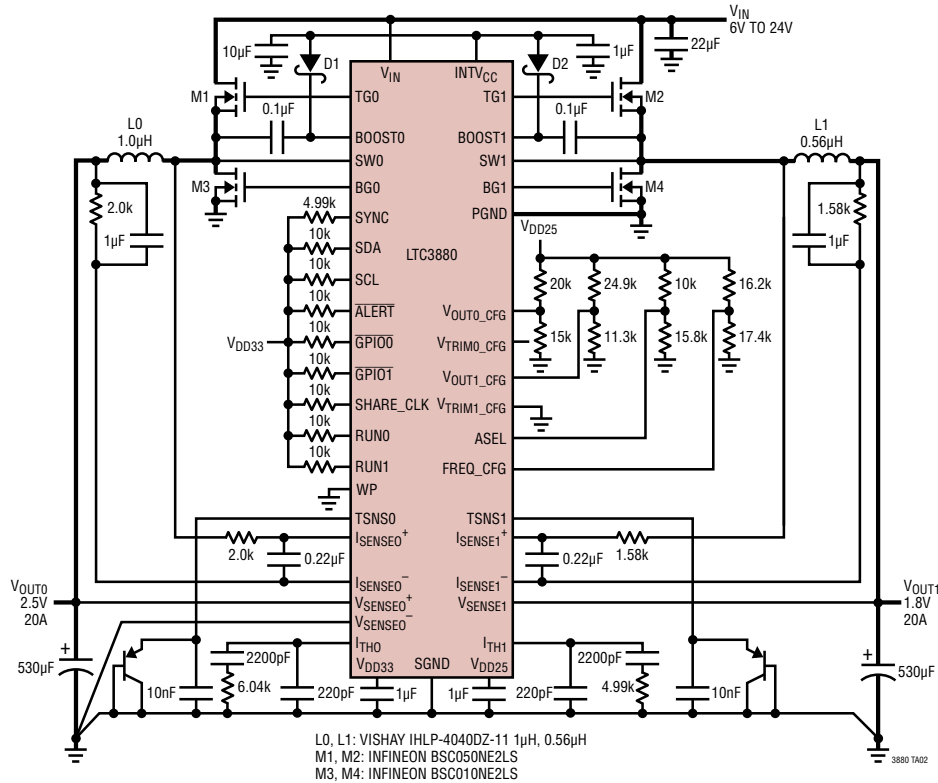 VIN
6V TO 24V
10µF
D1
D2
1µF
22µF
VIN
INTVCC
M1
TG0
TG1
M2
0.1µF
0.1µF
L0
1.0µH
BOOST0
BOOST1
L1
0.56µH
SW0
SW1
M3
BG0
BG1
M4
2.0k
1µF
4.99k
SYNC
PGND
1.58k
1µF
10k
SDA
LTC3880
VDD25
10k
SCL
20k
24.9k
10k
16.2k
10k
ALERT
VOUT0_CFG
VDD33
10k
GPIO0
15k
11.3k
15.8k
17.4k
VTRIM0_CFG
10k
GPIO1
VOUT1_CFG
10k
SHARE_CLK
VTRIM1_CFG
10k
RUN0
ASEL
10k
RUN1
FREQ_CFG
WP
TSNS0
TSNS1
2.0k
ISENSE0+
ISENSE1+
1.58k
0.22µF
0.22µF
VOUT0
2.5V
20A
ISENSE0–
ISENSE1–
VOUT1
1.8V
20A
VSENSE0+
VSENSE1
VSENSE0–
ITH0
ITH1
+
530µF
2200pF
2200pF
+
530µF
VDD33
SGND
VDD25
10nF
6.04k
220pF
1µF
1µF
220pF
4.99k
10nF
L0, L1: VISHAY IHLP-4040DZ-11 1µH, 0.56µH
M1, M2: INFINEON BSC050NE2LS
M3, M4: INFINEON BSC010NE2LS
3880 TA02